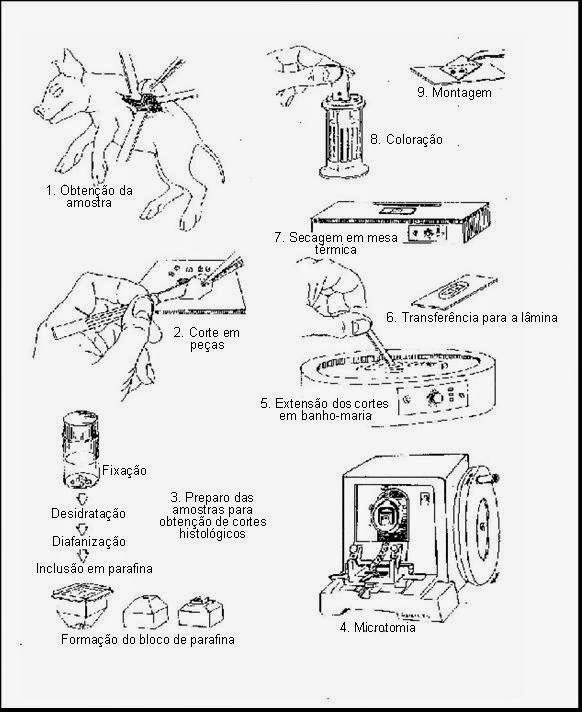 1. Obtenção da
amostra
2. Corte em
peças
Fixação
Desidratação
Diafanização
Inclusão em parafina
Formação do bloco de parafina
3. Preparo das
amostras para
obtenção de cortes
histológicos
4. Microtomia
5. Extensão dos cortes
em banho-maria
6. Transferência para a lâmina
7. Secagem em mesa
térmica
8. Coloração
9. Montagem